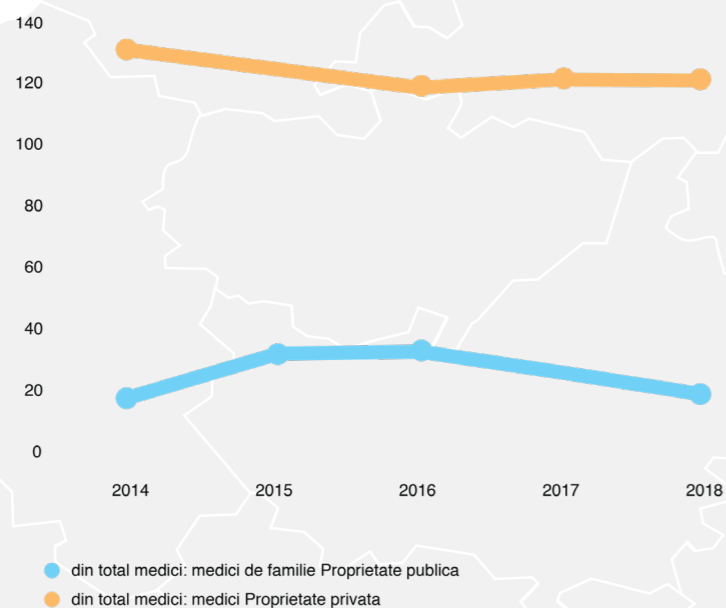 140
120
100
80
60
40
20
0
2014 2015 2016 2017 2018
din total medici: medici de familie Proprietate publica
din total medici: medici Proprietate privata